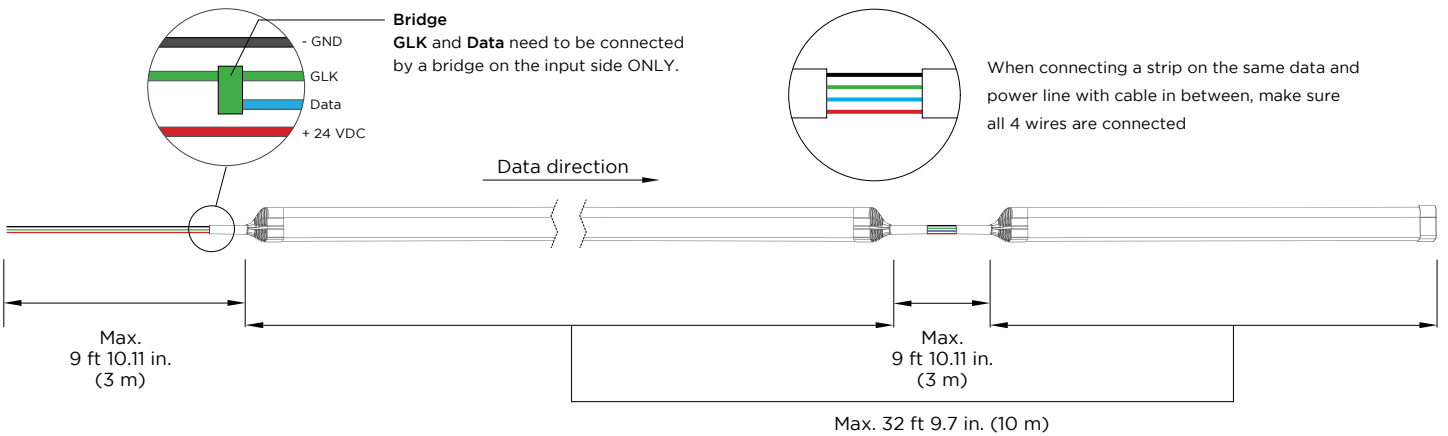 Bridge
GLK and Data need to be connected
by a bridge on the input side ONLY.
- GND
GLK
Data
+ 24 VDC
When connecting a strip on the same data and
power line with cable in between, make sure
all 4 wires are connected
Data direction
Max.
9 ft 10.11 in.
(3 m)
Max.
9 ft 10.11 in.
(3 m)
Max. 32 ft 9.7 in. (10 m)